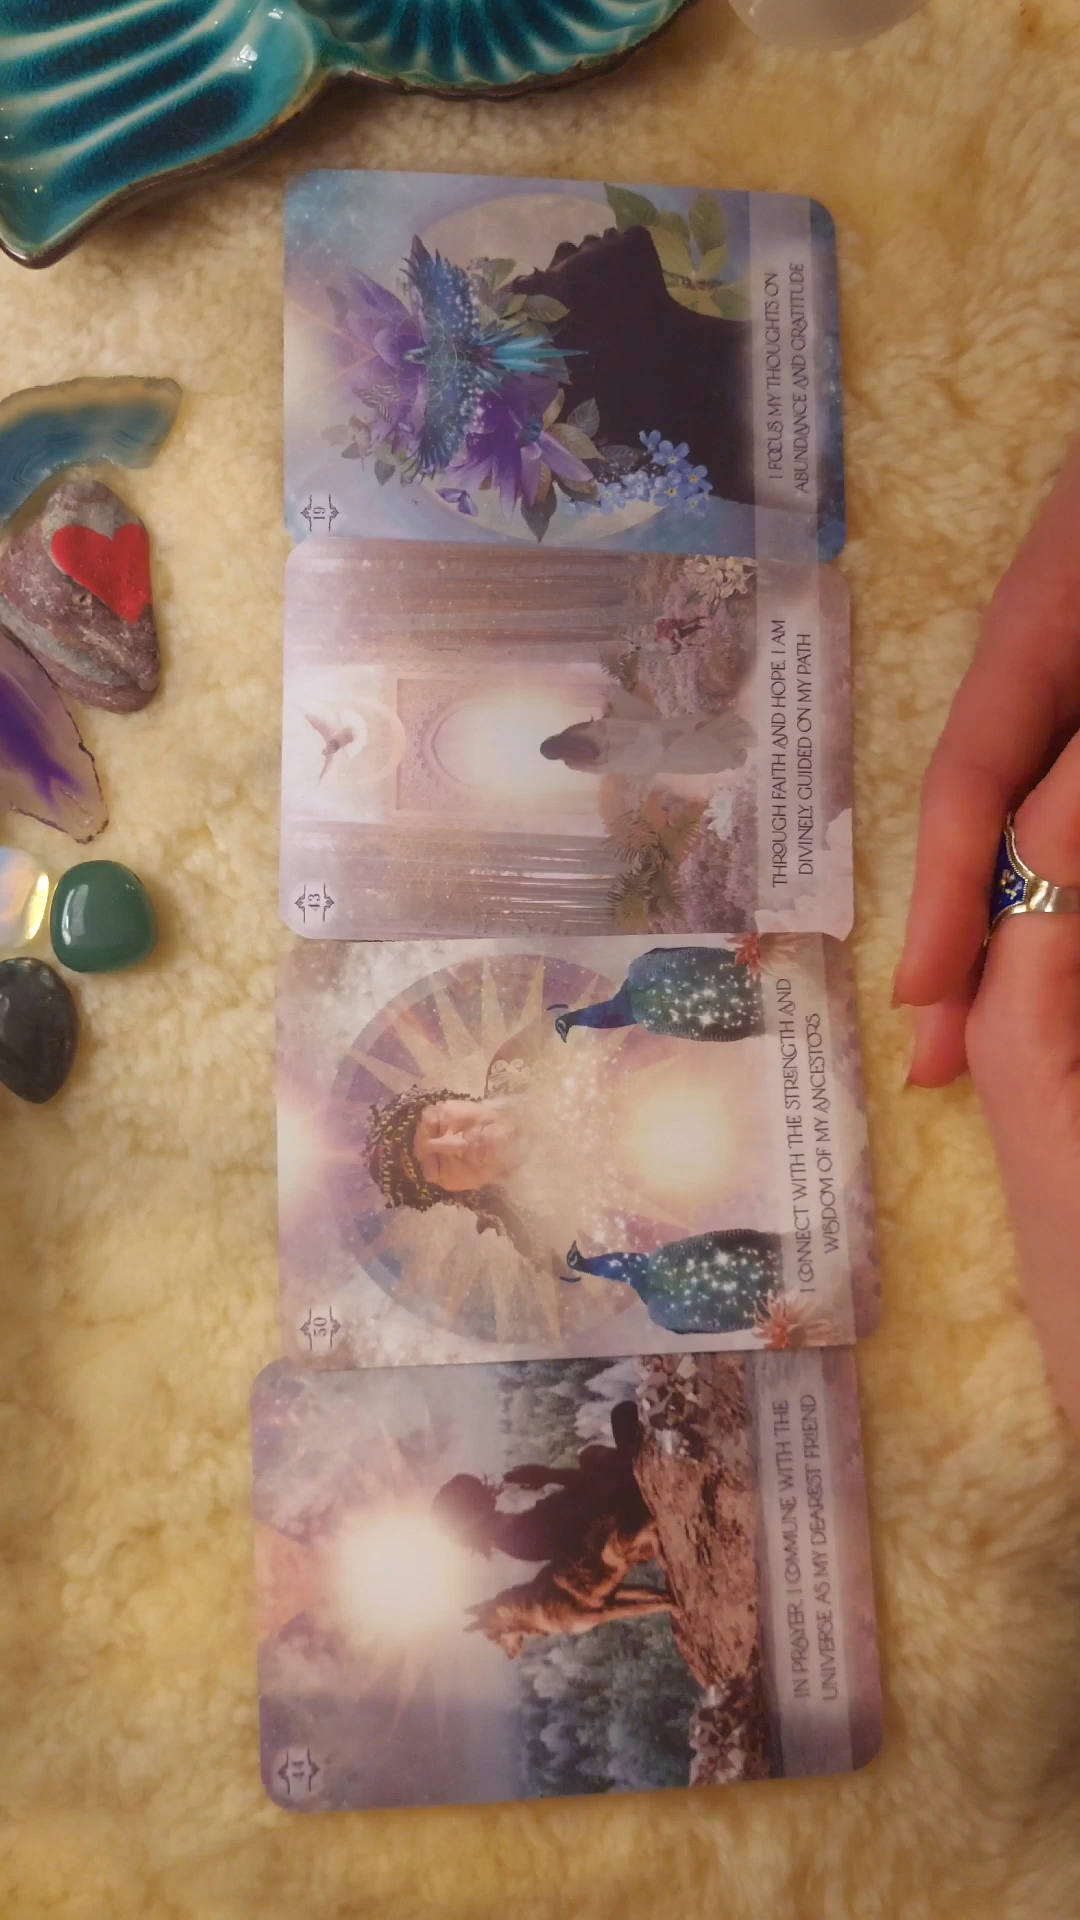 44
IN PRAYER, I COMMUNE WITH THE
UNIVERSE AS MY DEAREST FRIEND
50
I CONNECT WITH THE STRENGTH AND
WISDOM OF MY ANCESTORS
43
THROUGH FAITH AND HOPE, I AM
DIVINELY GUIDED ON MY PATH
19
I FOCUS MY THOUGHTS ON
ABUNDANCE AND GRATITUDE